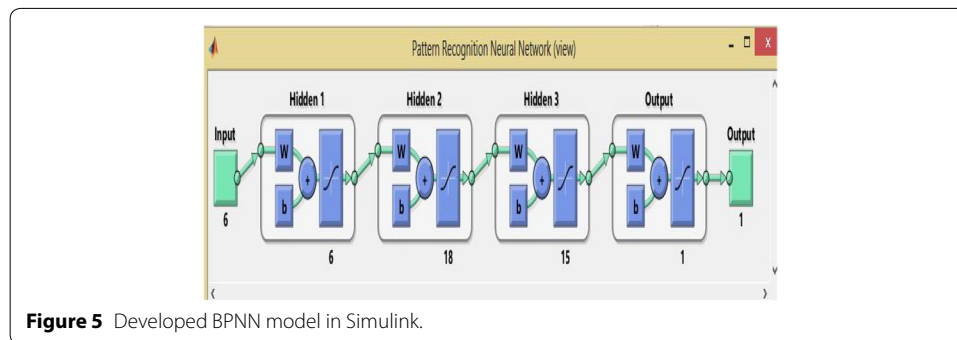 Pattern Recognition Neural Network (view)
Hidden 1 Hidden 2 Hidden 3 Output
Input Output
W W W W
+ + + +
b b b b
6 1
6 18 15 1
Figure 5 Developed BPNN model in Simulink.